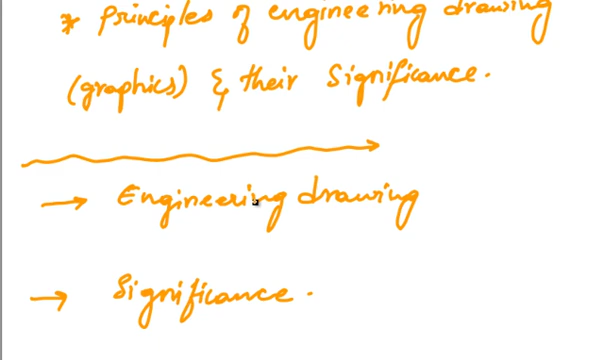 * Principles of engineering drawing
(graphics) & their Significance.
→ Engineering drawing
→ Significance.